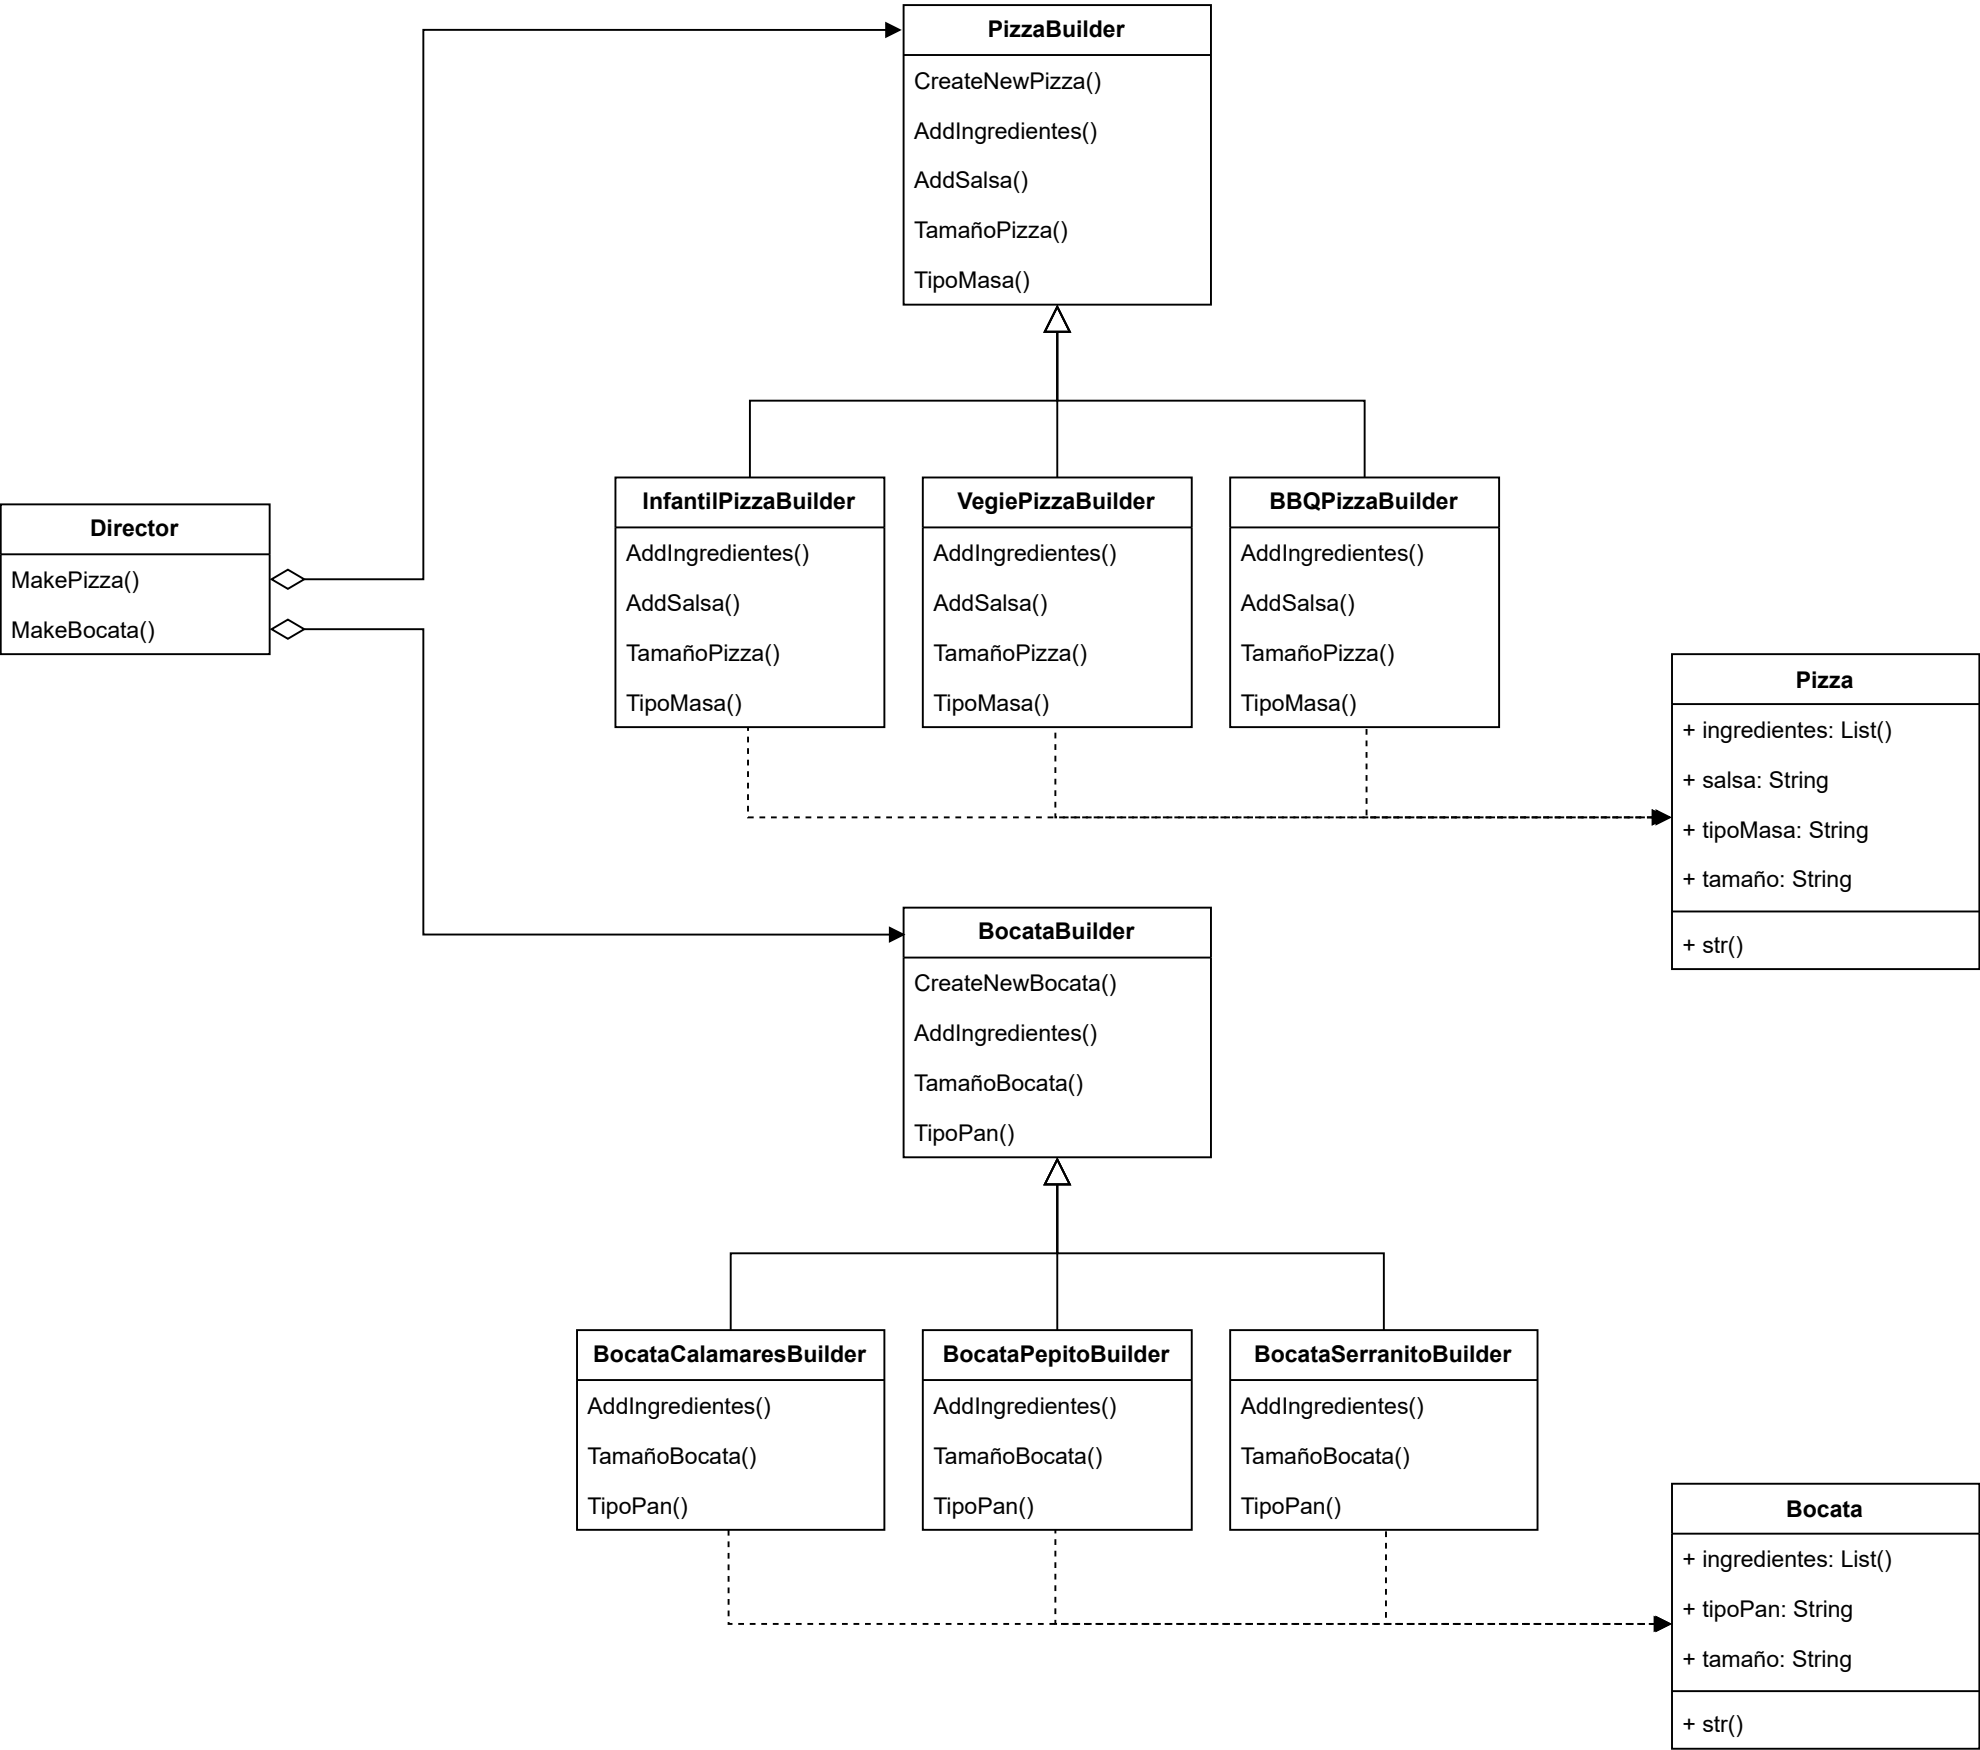 PizzaBuilder
CreateNewPizza()
AddIngredientes()
AddSalsa()
TamañoPizza()
TipoMasa()
Director
MakePizza()
MakeBocata()
InfantilPizzaBuilder
AddIngredientes()
AddSalsa()
TamañoPizza()
TipoMasa()
VegiePizzaBuilder
AddIngredientes()
AddSalsa()
TamañoPizza()
TipoMasa()
BBQPizzaBuilder
AddIngredientes()
AddSalsa()
TamañoPizza()
TipoMasa()
Pizza
+ ingredientes: List()
+ salsa: String
+ tipoMasa: String
+ tamaño: String
+ str()
BocataBuilder
CreateNewBocata()
AddIngredientes()
TamañoBocata()
TipoPan()
BocataCalamaresBuilder
AddIngredientes()
TamañoBocata()
TipoPan()
BocataPepitoBuilder
AddIngredientes()
TamañoBocata()
TipoPan()
BocataSerranitoBuilder
AddIngredientes()
TamañoBocata()
TipoPan()
Bocata
+ ingredientes: List()
+ tipoPan: String
+ tamaño: String
+ str()